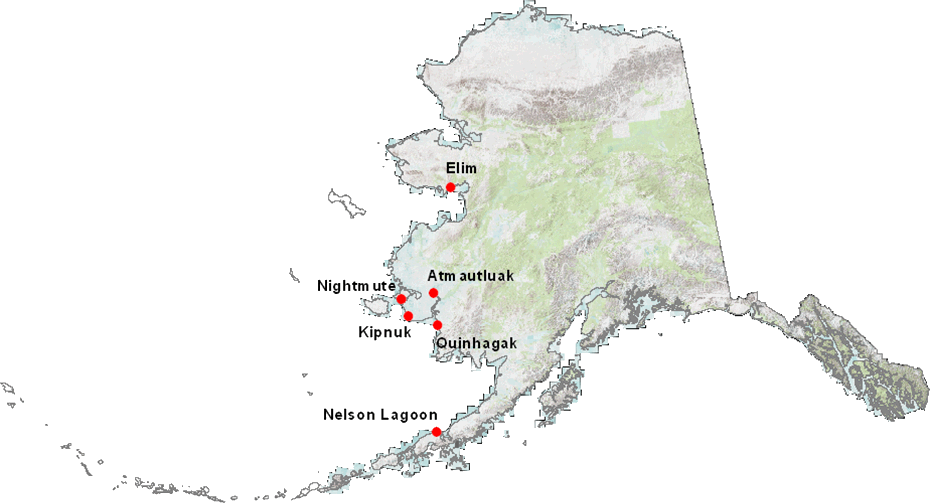 Elim
Atmautluak
Nightmute
Kipnuk
Quinhagak
Nelson Lagoon